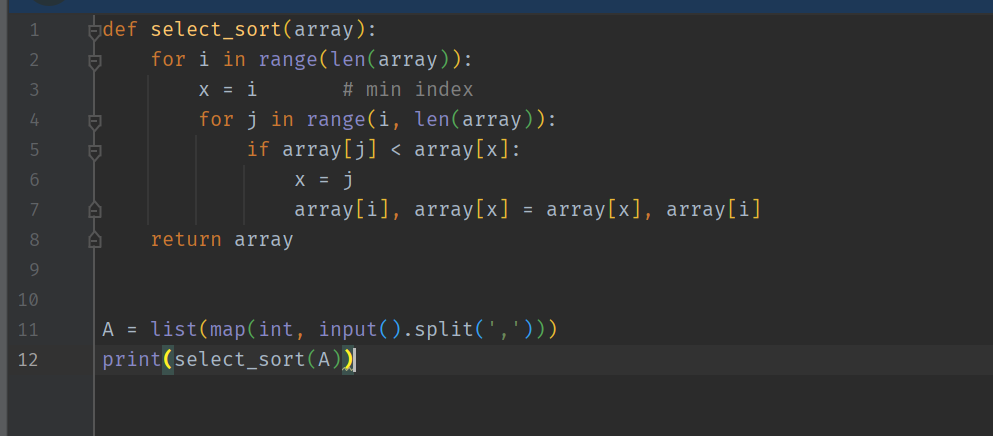 1 def select_sort(array):
2     for i in range(len(array)):
3         x = i       # min index
4         for j in range(i, len(array)):
5             if array[j] < array[x]:
6                 x = j
7                 array[i], array[x] = array[x], array[i]
8     return array
9
10
11 A = list(map(int, input().split(',')))
12 print(select_sort(A))